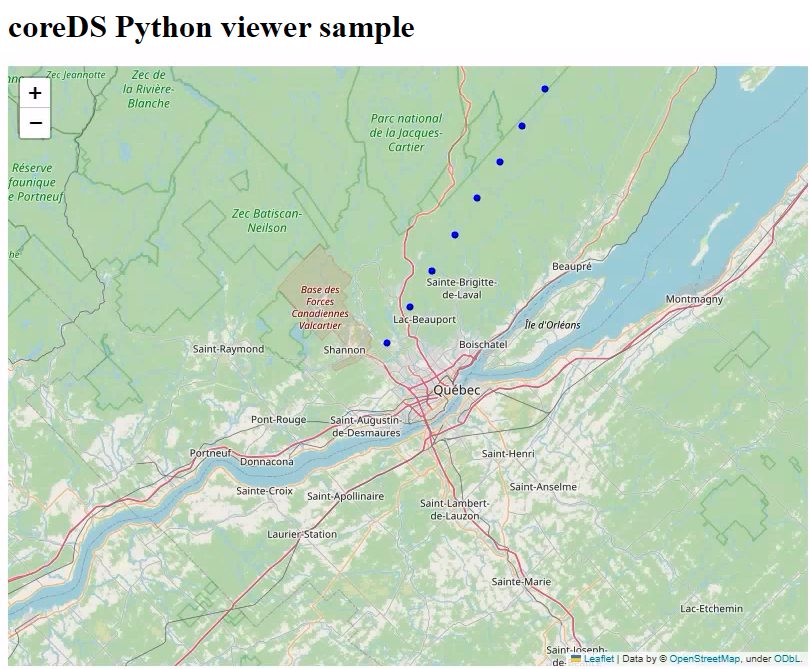 coreDS Python viewer sample
Zec Jeannotte
Zec de
la Rivière-
Blanche
+
−
Parc national
de la Jacques-
Cartier
Réserve
faunique
e Portneuf
Zec Batiscan-
Neilson
Base des
Forces
Canadiennes
Valcartier
Beaupré
Sainte-Brigitte-
de-Laval
Montmagny
Lac-Beauport
Île d'Orléans
Saint-Raymond
Shannon
Boischatel
Québec
Pont-Rouge
Saint-Augustin-
de-Desmaures
Portneuf
Donnacona
Saint-Henri
Sainte-Croix
Saint-Apollinaire
Saint-Anselme
Saint-Lambert-
de-Lauzon
Laurier-Station
Sainte-Marie
Lac-Etchemin
Saint-Joseph-
de-
Leaflet | Data by © OpenStreetMap, under ODbL.